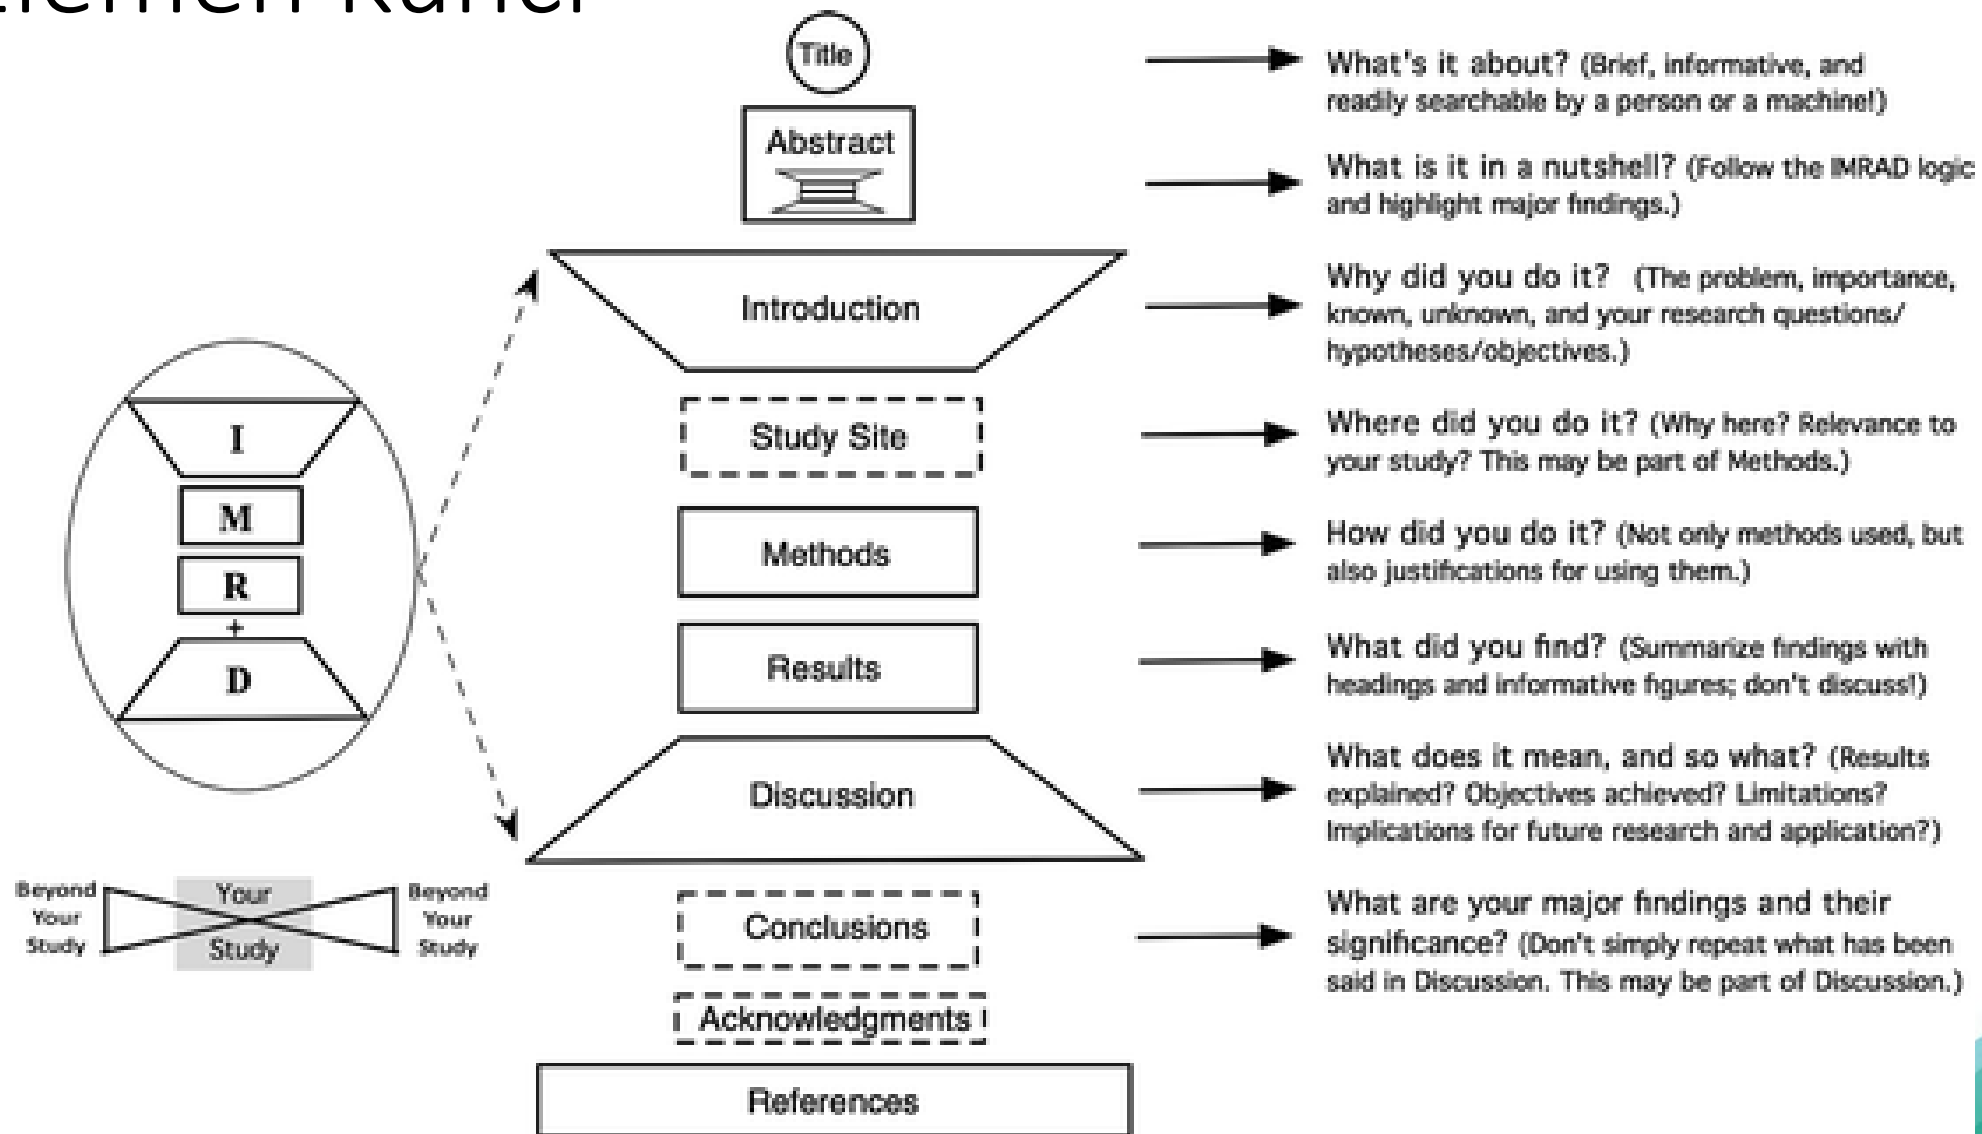 Title
What's it about? (Brief, informative, and
readily searchable by a person or a machine!)
Abstract
What is it in a nutshell? (Follow the IMRAD logic
and highlight major findings.)
Introduction
Why did you do it? (The problem, importance,
known, unknown, and your research questions/
hypotheses/objectives.)
Study Site
Where did you do it? (Why here? Relevance to
your study? This may be part of Methods.)
Methods
How did you do it? (Not only methods used, but
also justifications for using them.)
Results
What did you find? (Summarize findings with
headings and informative figures; don't discuss!)
Discussion
What does it mean, and so what? (Results
explained? Objectives achieved? Limitations?
Implications for future research and application?)
Conclusions
What are your major findings and their
significance? (Don't simply repeat what has been
said in Discussion. This may be part of Discussion.)
Acknowledgments
References
I
M
R
+
D
Beyond
Your
Study
Your
Study
Beyond
Your
Study